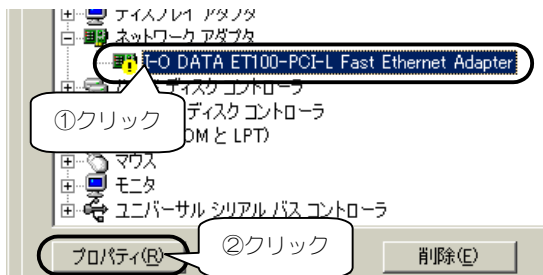 ディスプレイ アダプタ
ネットワーク アダプタ
I-O DATA ET100-PCI-L Fast Ethernet Adapter
ディスク コントローラ
①クリック
ディスク コントローラ
OM と LPT)
マウス
モニタ
ユニバーサル シリアル バス コントローラ
プロパティ(R)
②クリック
削除(E)